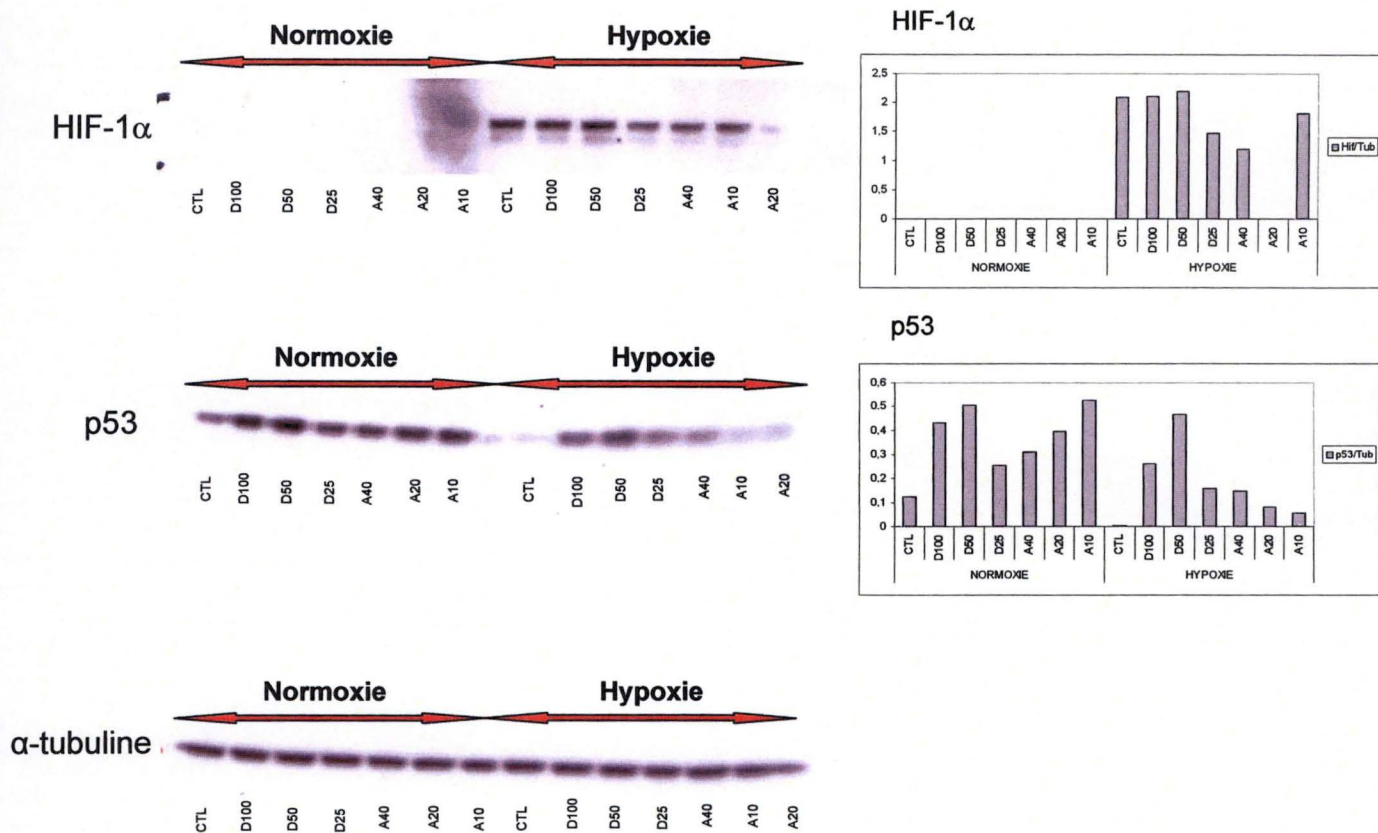 HIF-1α
Normoxie Hypoxie
HIF-1α
CTL D100 D50 D25 A40 A20 A10 CTL D100 D50 D25 A40 A10 A20
2,5
2
1,5
1
0,5
0
CTL D100 D50 D25 A40 A20 A10 CTL D100 D50 D25 A40 A20 A10
NORMOXIE HYPOXIE
Hif/Tub
p53
Normoxie Hypoxie
p53
CTL D100 D50 D25 A40 A20 A10 CTL D100 D50 D25 A40 A10 A20
0,6
0,5
0,4
0,3
0,2
0,1
0
CTL D100 D50 D25 A40 A20 A10 CTL D100 D50 D25 A40 A20 A10
NORMOXIE HYPOXIE
p53/Tub
Normoxie Hypoxie
α-tubuline
CTL D100 D50 D25 A40 A20 A10 CTL D100 D50 D25 A40 A10 A20